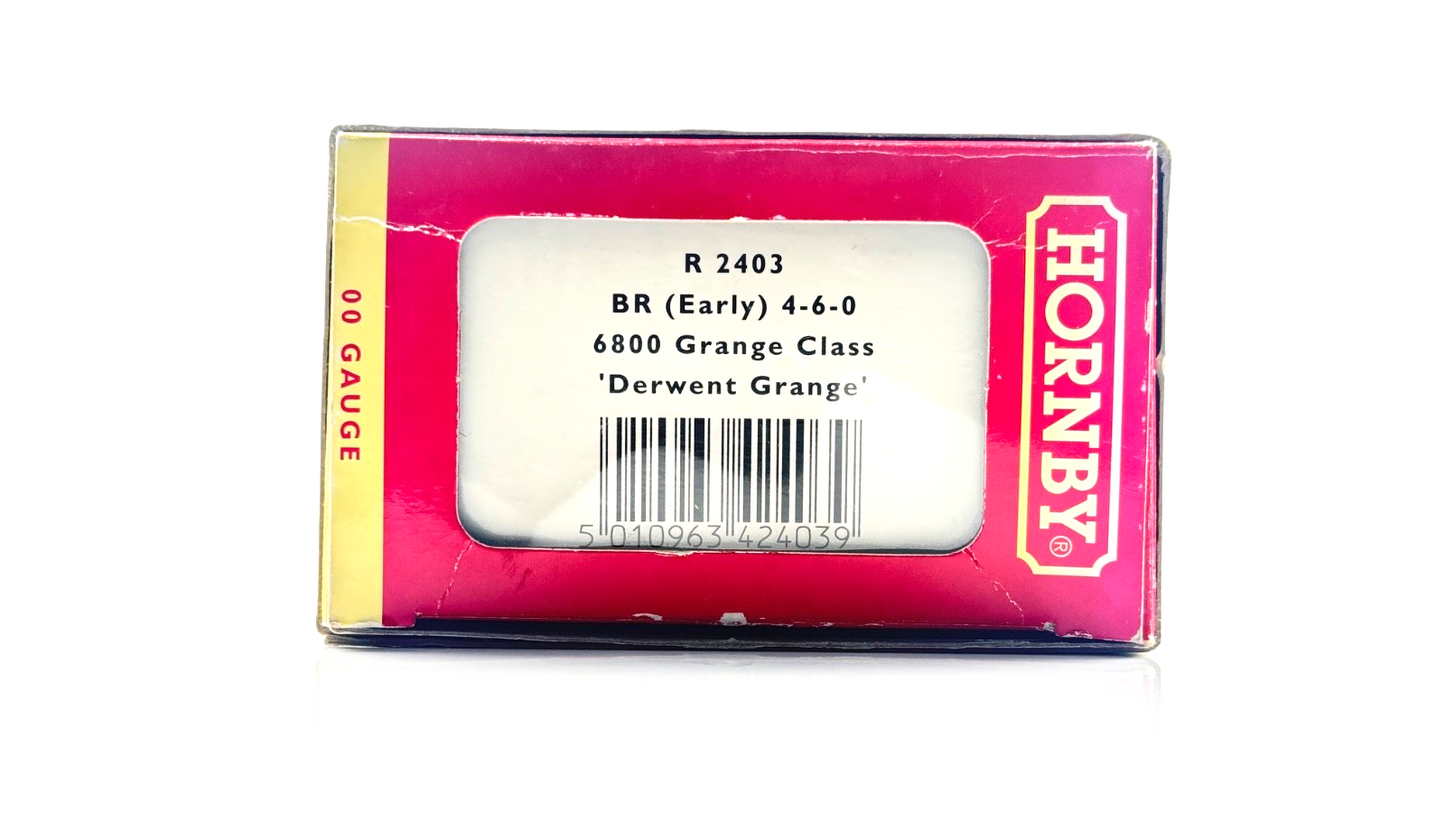 R 2403
BR (Early) 4-6-0
6800 Grange Class
'Derwent Grange'
5 010963 424039
00 GAUGE
HORNBY®